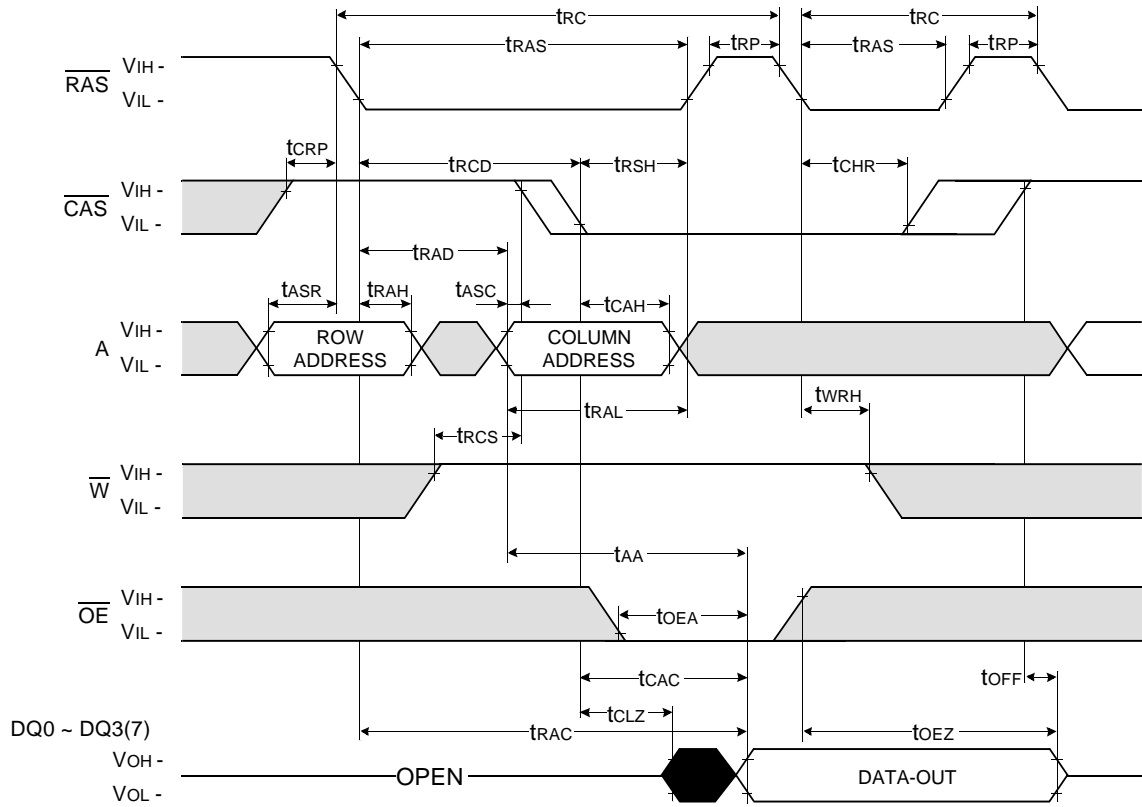 tRC tRC
tRAS tRP tRAS tRP
RAS VIH -
VIL -
tCRP tRCD tRSH tCHR
CAS VIH -
VIL -
tRAD
tASR tRAH tASC tCAH
A VIH -
VIL -
ROW ADDRESS
COLUMN ADDRESS
tRAL tWRH
tRCS
W VIH -
VIL -
tAA
OE VIH -
VIL -
tOEA
tCAC tOFF
tCLZ
DQ0 ~ DQ3(7) tRAC tOEZ
VOH -
VOL -
OPEN DATA-OUT